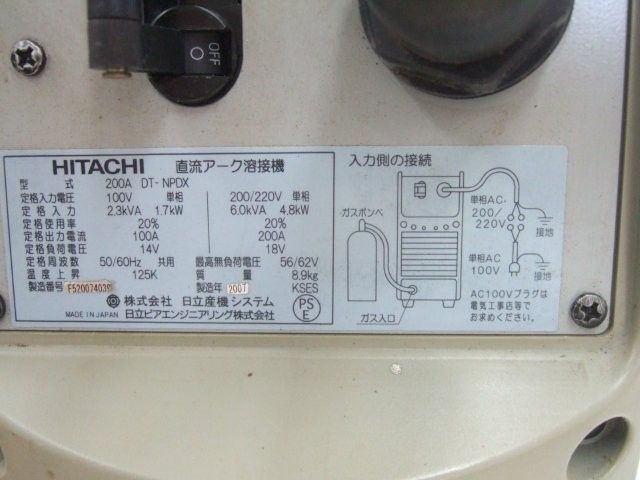 OFF
HITACHI 直流アーク溶接機
型 式 200A DT-NPDX
定格入力電圧 100V 単相 200/220V 単相
定格入力 2.3kVA 1.7kW 6.0kVA 4.8kW
定格使用率 20% 20%
定格出力電流 100A 200A
定格負荷電圧 14V 18V
定格周波数 50/60Hz 共用 最高無負荷電圧 56/62V
温度上昇 125K 質量 8.9kg
製造番号 製造年 KSES
株式会社 日立産機システム
MADE IN JAPAN 日立ビアエンジニアリング株式会社
PS
E
入力側の接続
ガスボンベ
単相AC-
200/
220V
接地
単相AC
100V
接地
ガス入口
AC100Vプラグは
電気工事店等で
お求めください。